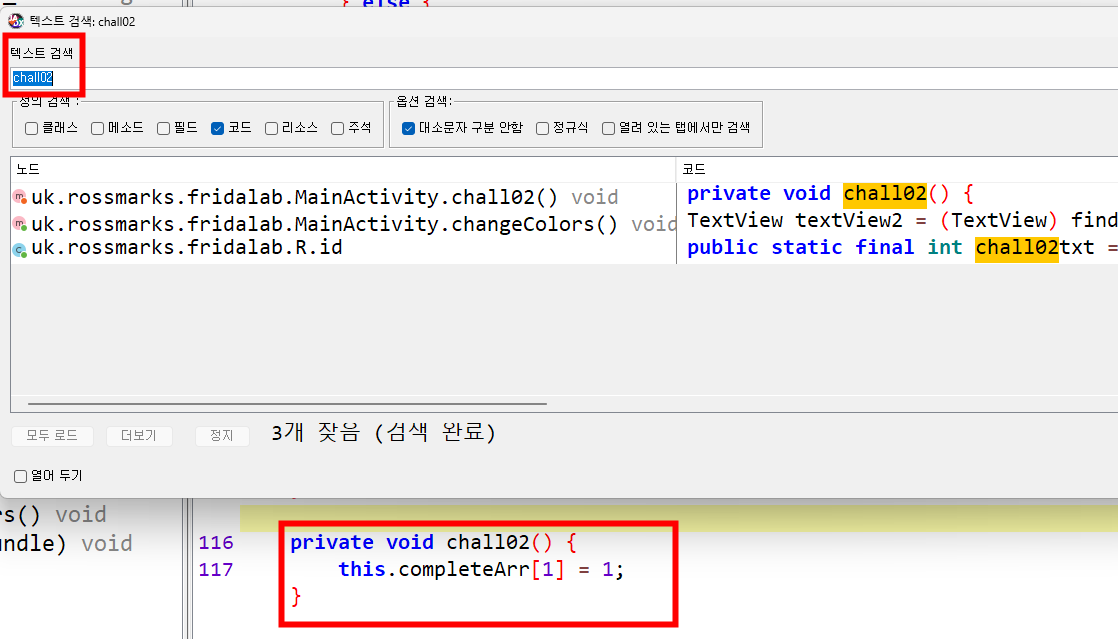 } else {
텍스트 검색: chall02
텍스트 검색
chall02
정의 검색 :
클래스 메소드 필드 코드 리소스 주석
옵션 검색:
대소문자 구분 안함 정규식 열려 있는 탭에서만 검색
노드 코드
uk.rossmarks.fridalab.MainActivity.chall02() void private void chall02() {
uk.rossmarks.fridalab.MainActivity.changeColors() void TextView textView2 = (TextView) find
uk.rossmarks.fridalab.R.id public static final int chall02txt =
모두 로드 더보기 정지 3개 잦음 (검색 완료)
열어 두기
rs() void
undle) void
116 private void chall02() {
117 this.completeArr[1] = 1;
}